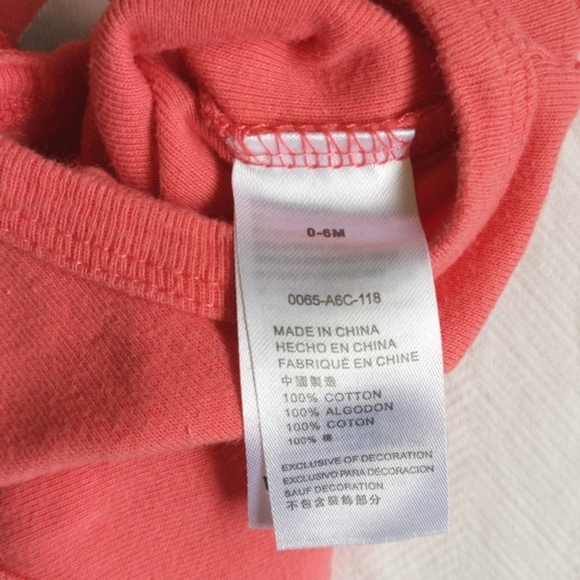 0-6M
0065-A6C-118
MADE IN CHINA
HECHO EN CHINA
FABRIQUÉ EN CHINE
中國製造
100% COTTON
100% ALGODON
100% COTON
100% 棉
EXCLUSIVE OF DECORATION
EXCLUSIVO PARA DECORACION
SAUF DECORATION
不包含裝飾部分